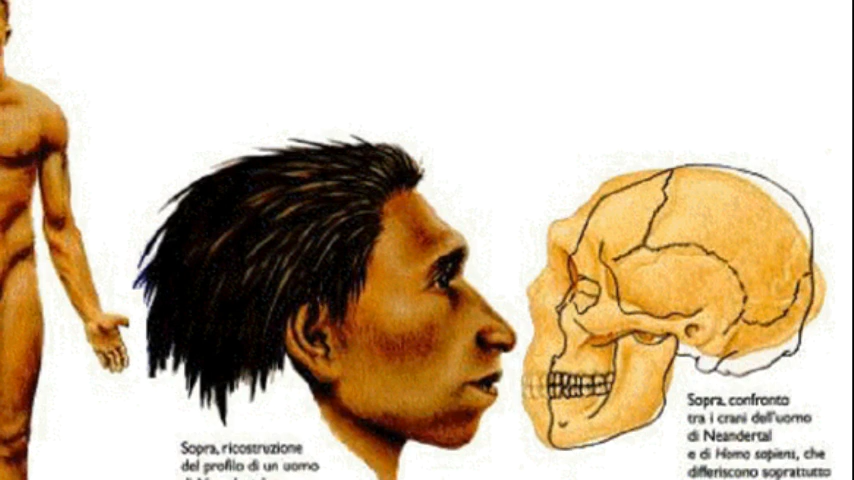 Sopra, ricostruzione
del profilo di un uomo
Sopra, confronto
tra i crani dell'uomo
di Neandertal
e di Homo sapiens, che
differiscono soprattutto